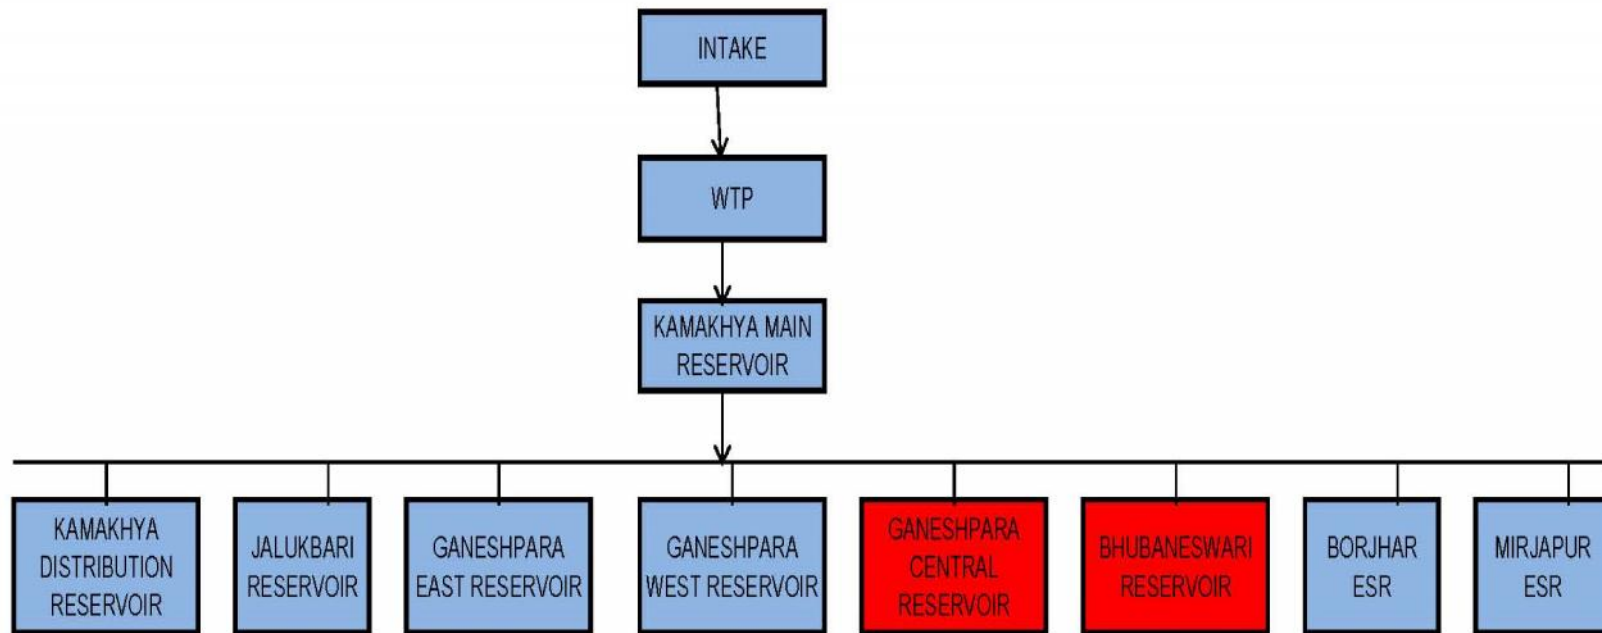 INTAKE
WTP
KAMAKHYA MAIN
RESERVOIR
KAMAKHYA
DISTRIBUTION
RESERVOIR
JALUKBARI
RESERVOIR
GANESHPARA
EAST RESERVOIR
GANESHPARA
WEST RESERVOIR
GANESHPARA
CENTRAL
RESERVOIR
BHUBANESWARI
RESERVOIR
BORJHAR
ESR
MIRJAPUR
ESR